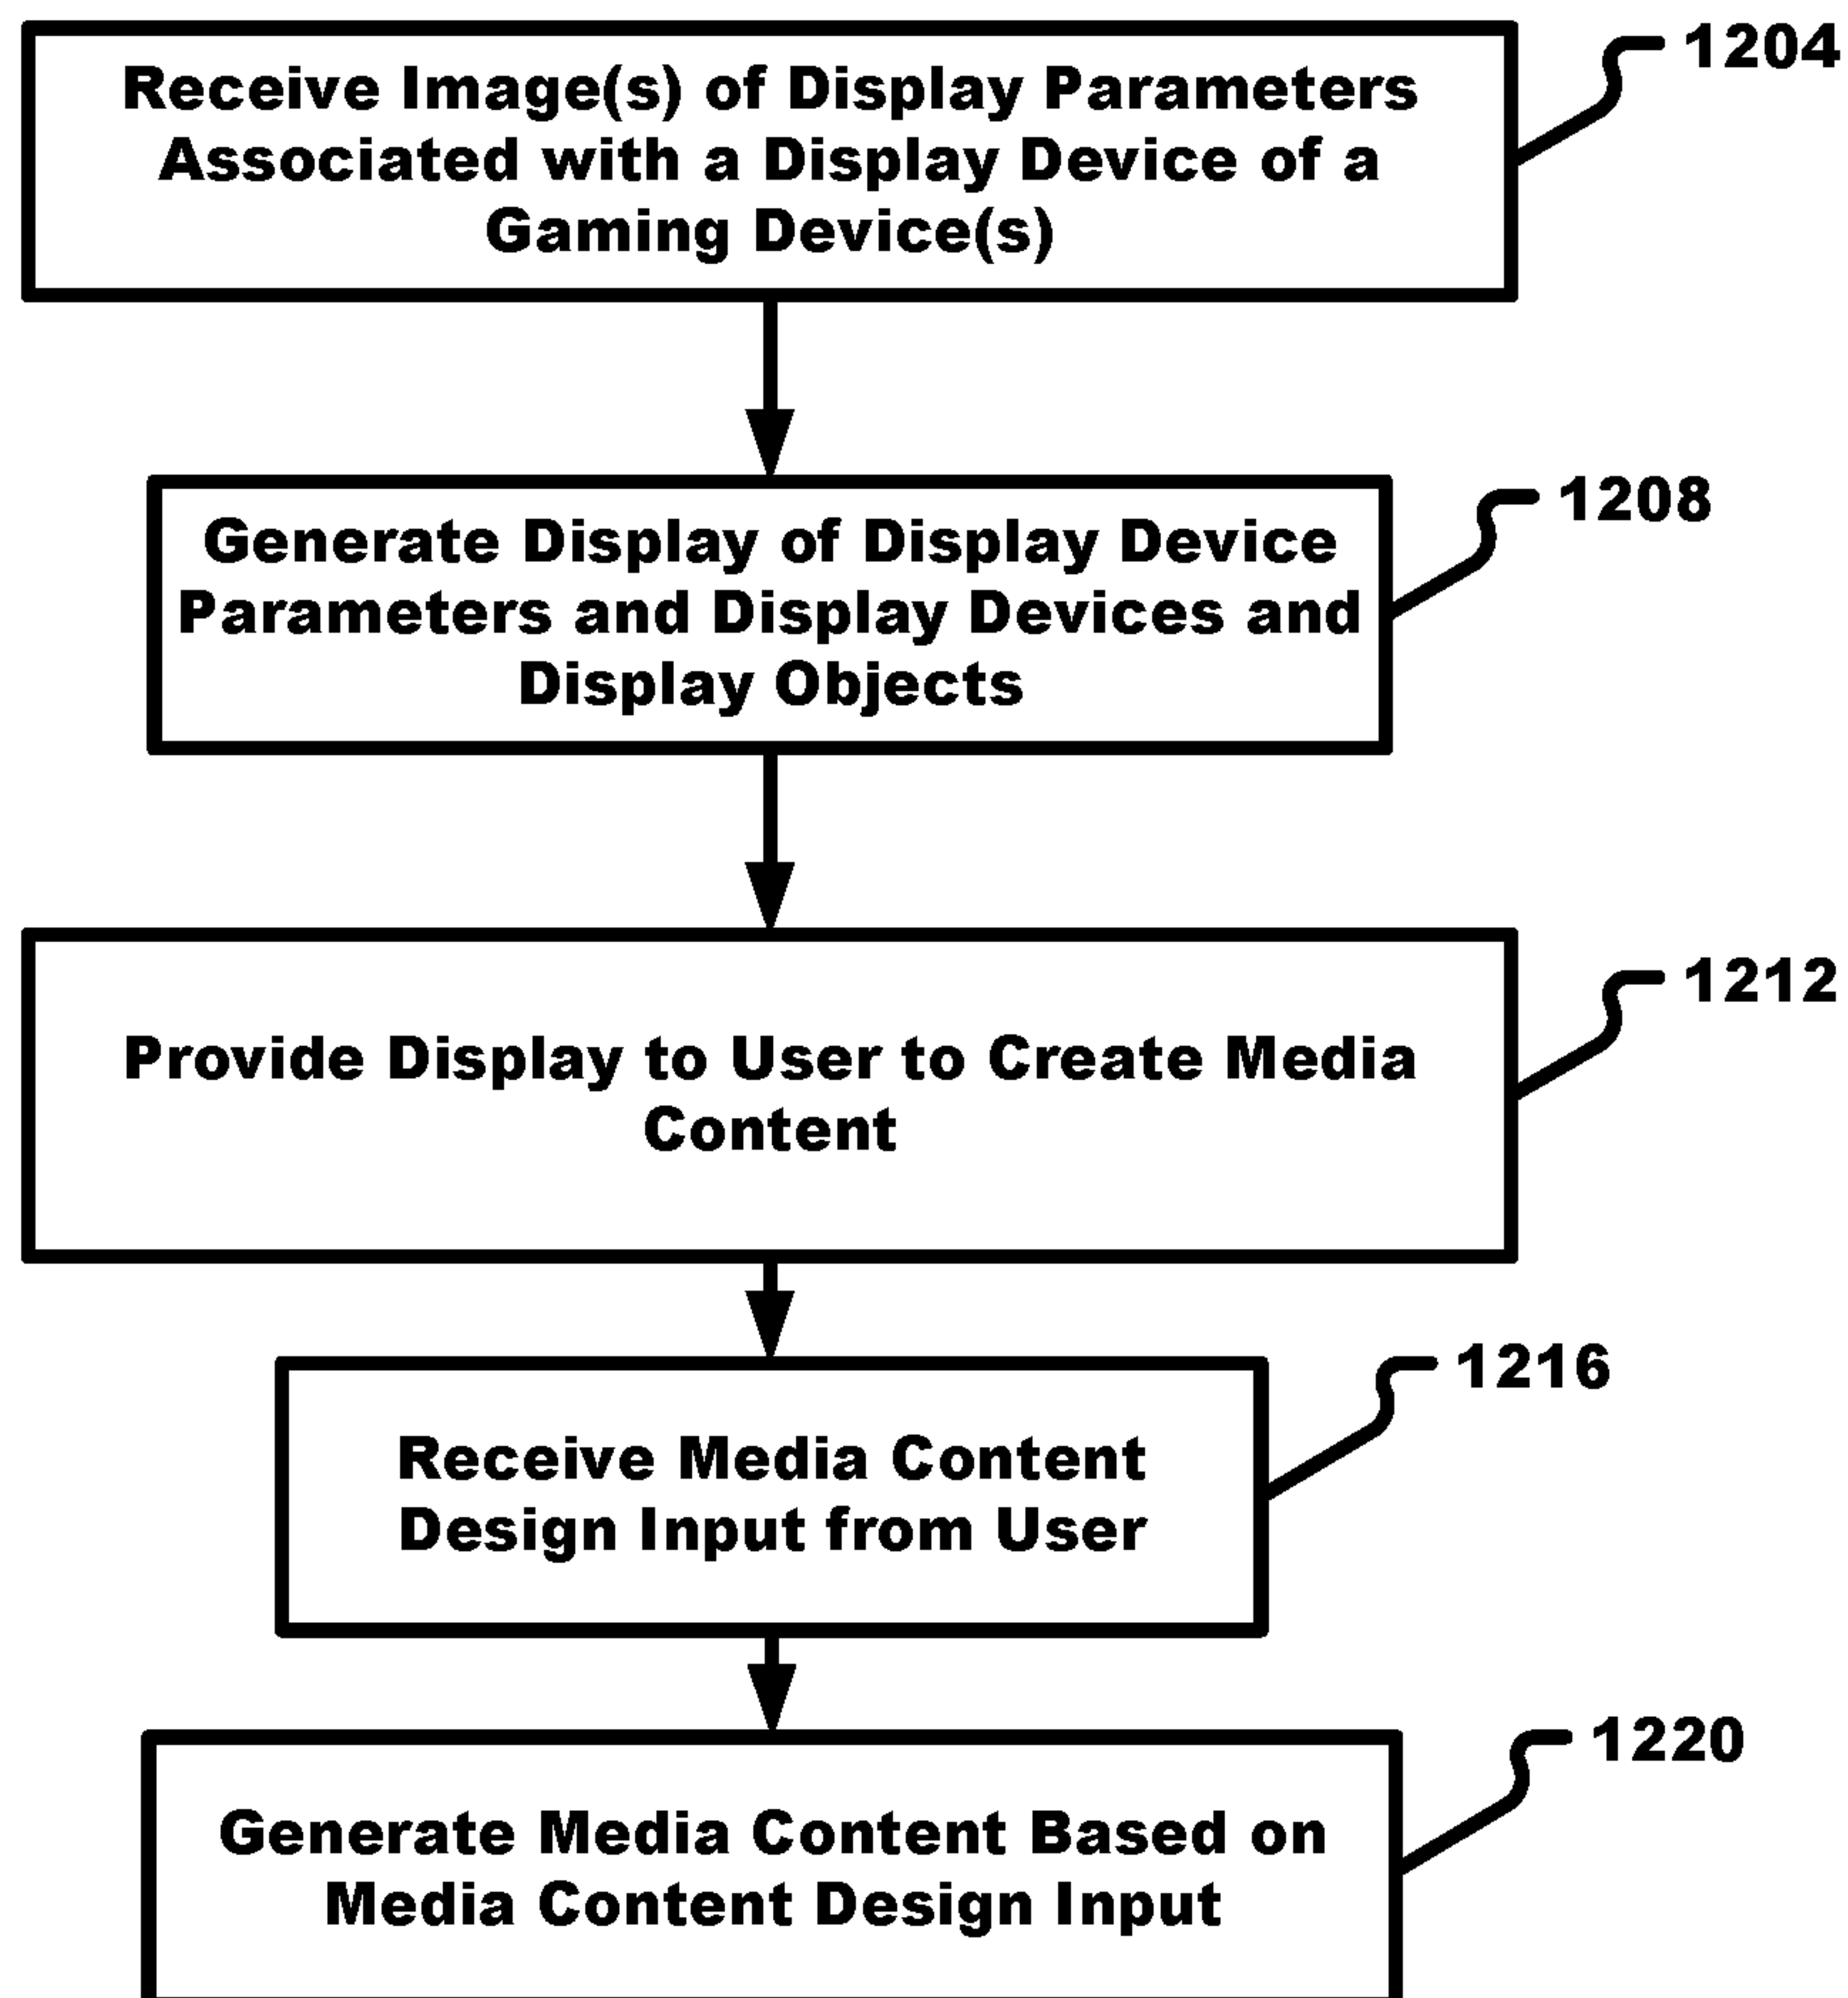 Receive Image(s) of Display Parameters
Associated with a Display Device of a
Gaming Device(s)
1204
Generate Display of Display Device
Parameters and Display Devices and
Display Objects
1208
Provide Display to User to Create Media
Content
1212
Receive Media Content
Design Input from User
1216
Generate Media Content Based on
Media Content Design Input
1220